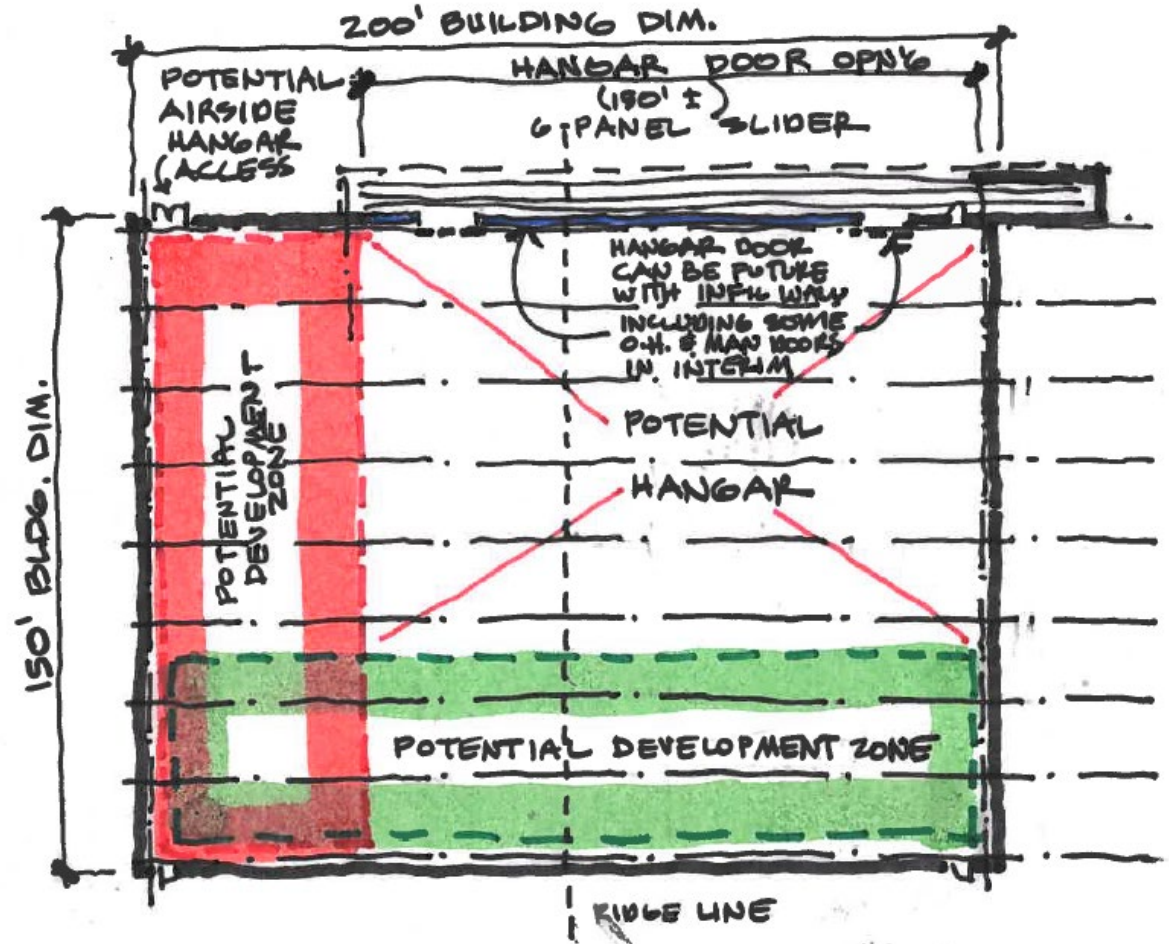 200' BUILDING DIM.
HANGAR DOOR OPN'G
(150' ±)
6 PANEL SLIDER
POTENTIAL
AIRSIDE
HANGAR
ACCESS
HANGAR DOOR
CAN BE FUTURE
WITH INFILL WALL
INCLUDING SOME
O.H. & MAN DOORS
IN INTERIM
150' BLDG. DIM.
POTENTIAL
DEVELOPMENT
ZONE
POTENTIAL
HANGAR
POTENTIAL DEVELOPMENT ZONE
RIDGE LINE